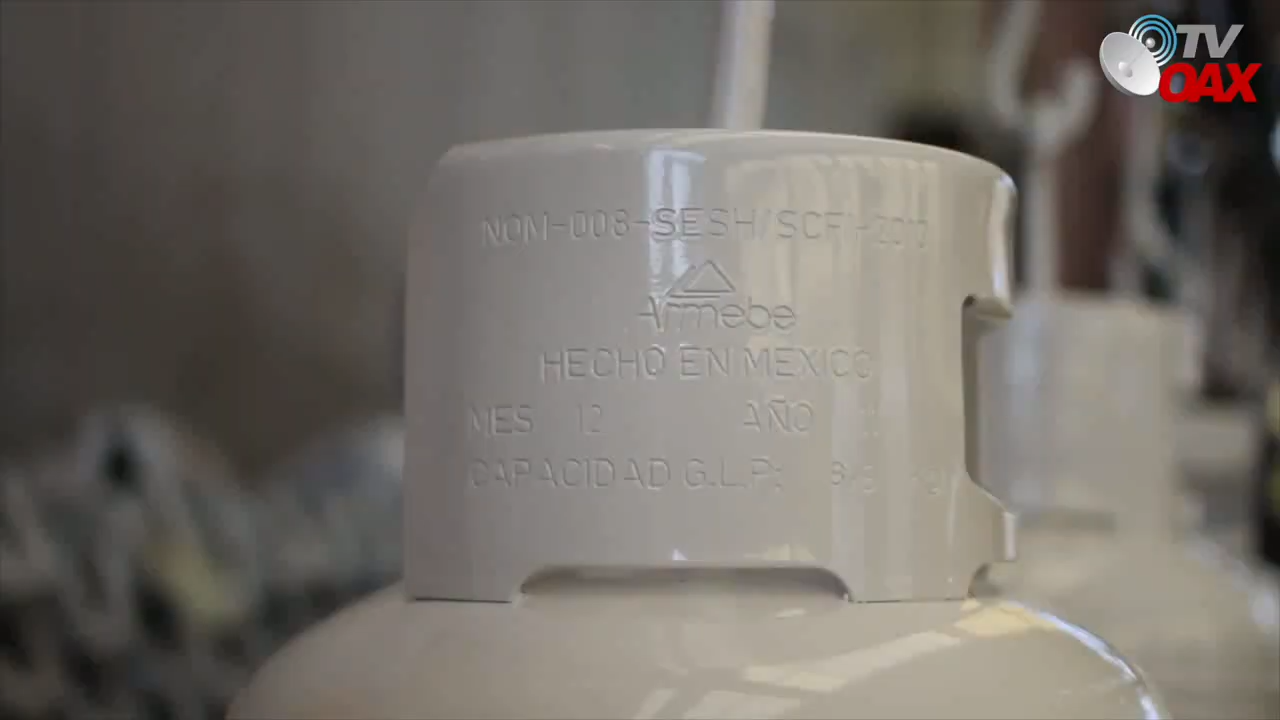 TV
OAX
NOM-008-SESH/SCFI-2010
Armebe
HECHO EN MEXICO
MES 12 AÑO
CAPACIDAD G.L.P: